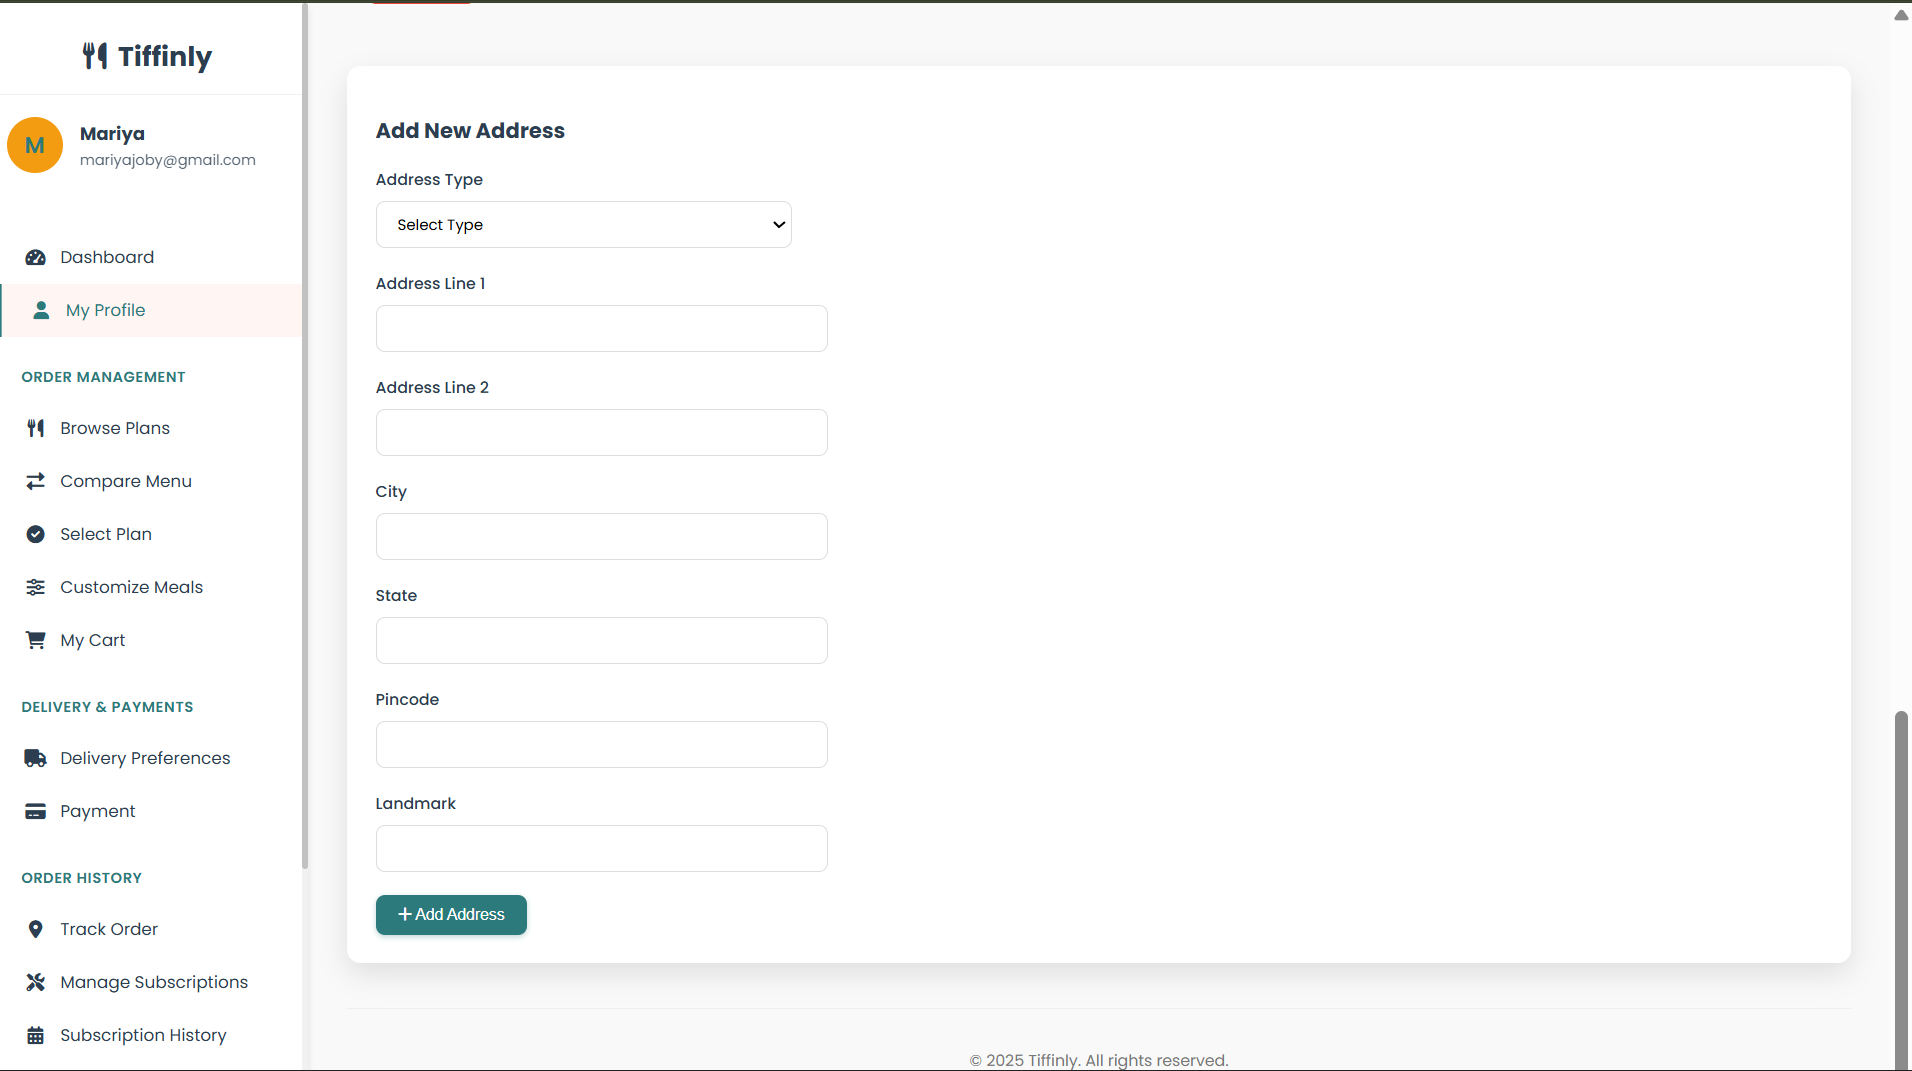 Tiffinly
M
Mariya
mariyajoby@gmail.com
Dashboard
My Profile
ORDER MANAGEMENT
Browse Plans
Compare Menu
Select Plan
Customize Meals
My Cart
DELIVERY & PAYMENTS
Delivery Preferences
Payment
ORDER HISTORY
Track Order
Manage Subscriptions
Subscription History
Add New Address
Address Type
Select Type
Address Line 1
Address Line 2
City
State
Pincode
Landmark
+ Add Address
© 2025 Tiffinly. All rights reserved.